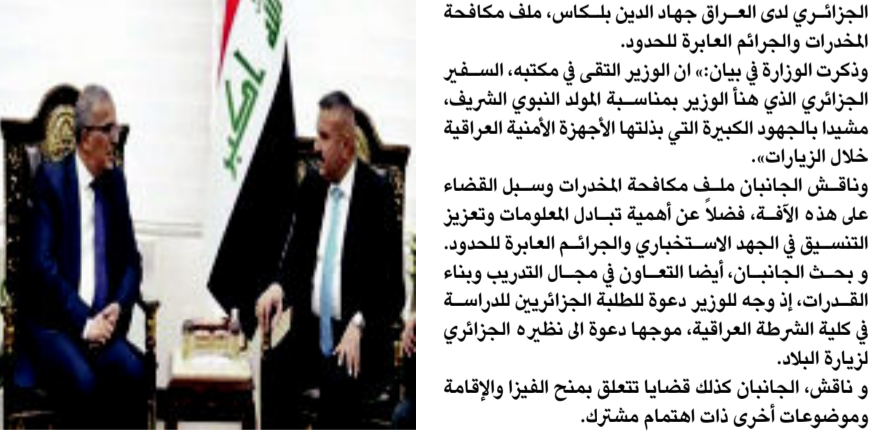 الجزائري لدى العراق جهاد الدين بلكاس، ملف مكافحة
المخدرات والجرائم العابرة للحدود.
وذكرت الوزارة في بيان:» ان الوزير التقى في مكتبه، السفير
الجزائري الذي هنأ الوزير بمناسبة المولد النبوي الشريف،
مشيدا بالجهود الكبيرة التي بذلتها الأجهزة الأمنية العراقية
خلال الزيارات».
وناقش الجانبان ملف مكافحة المخدرات وسبل القضاء
على هذه الآفة، فضلاً عن أهمية تبادل المعلومات وتعزيز
التنسيق في الجهد الاستخباري والجرائم العابرة للحدود.
و بحث الجانبان، أيضا التعاون في مجال التدريب وبناء
القدرات، إذ وجه للوزير دعوة للطلبة الجزائريين للدراسة
في كلية الشرطة العراقية، موجها دعوة الى نظيره الجزائري
لزيارة البلاد.
و ناقش، الجانبان كذلك قضايا تتعلق بمنح الفيزا والإقامة
وموضوعات أخرى ذات اهتمام مشترك.
الله
اكبر